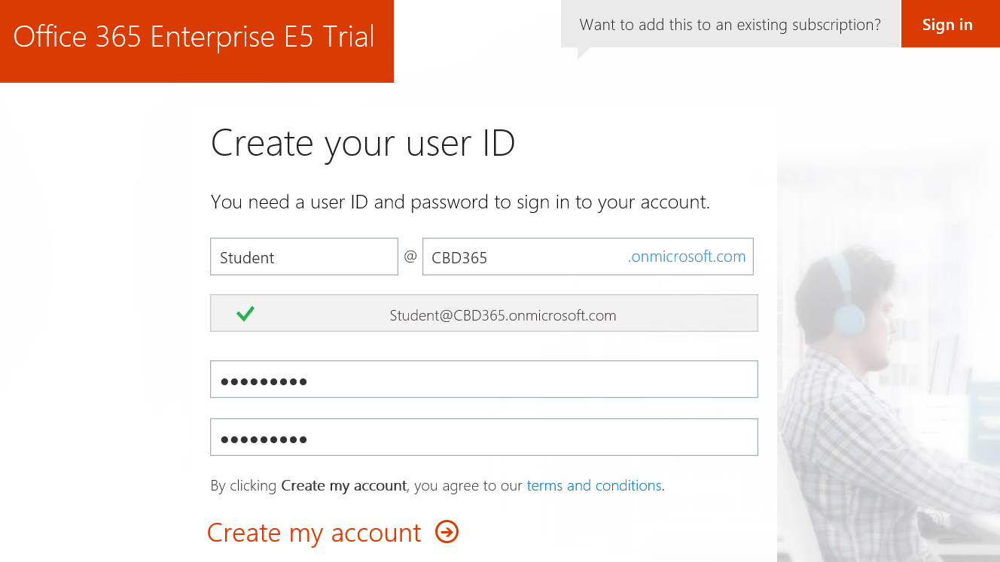 Office 365 Enterprise E5 Trial
Want to add this to an existing subscription?
Sign in
Create your user ID
You need a user ID and password to sign in to your account.
Student @ CBD365 .onmicrosoft.com
Student@CBD365.onmicrosoft.com
●●●●●●●●●
●●●●●●●●●
By clicking Create my account, you agree to our terms and conditions.
Create my account